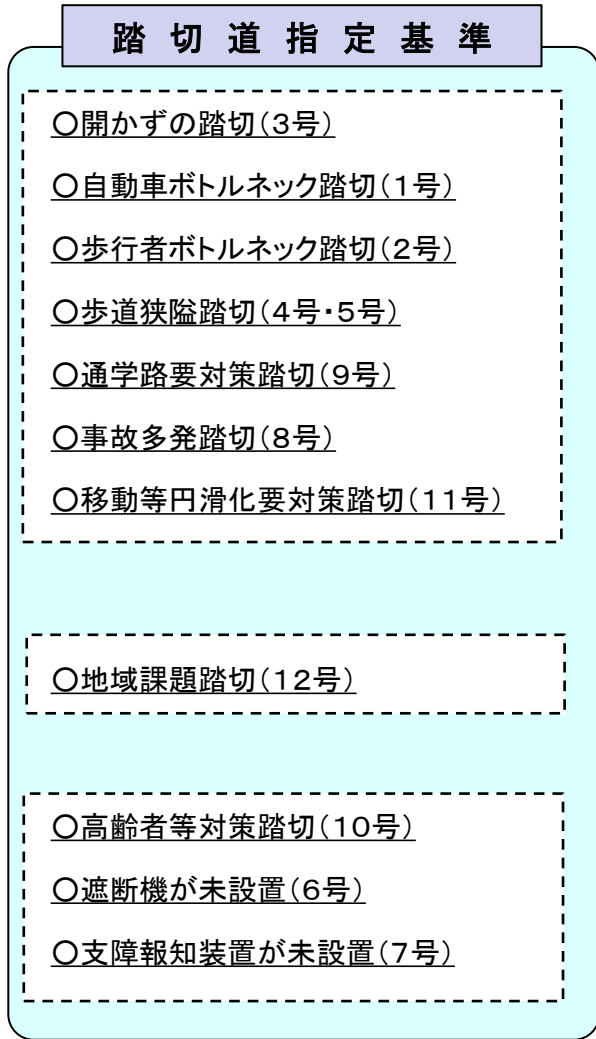 踏切道指定基準
○開かずの踏切(3号)
○自動車ボトルネック踏切(1号)
○歩行者ボトルネック踏切(2号)
○歩道狭隘踏切(4号・5号)
○通学路要対策踏切(9号)
○事故多発踏切(8号)
○移動等円滑化要対策踏切(11号)
○地域課題踏切(12号)
○高齢者等対策踏切(10号)
○遮断機が未設置(6号)
○支障報知装置が未設置(7号)